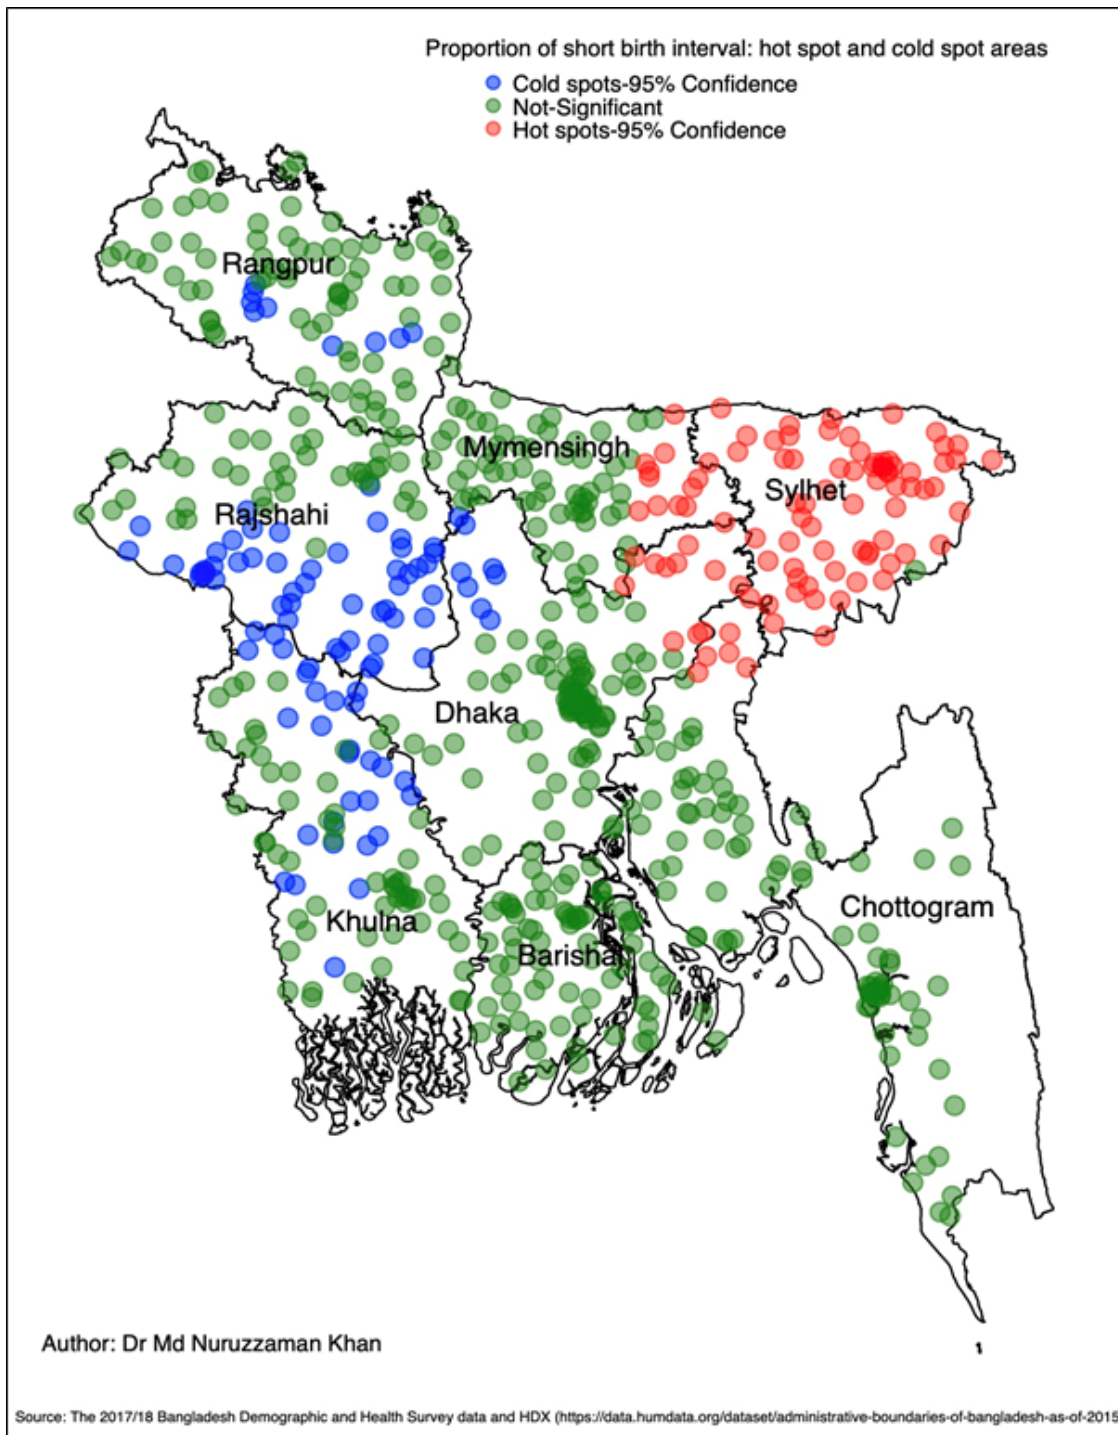 Proportion of short birth interval: hot spot and cold spot areas
Cold spots-95% Confidence
Not-Significant
Hot spots-95% Confidence
Rangpur
Mymensingh
Sylhet
Rajshahi
Dhaka
Chottogram
Khulna
Barishal
Author: Dr Md Nuruzzaman Khan
1
Source: The 2017/18 Bangladesh Demographic and Health Survey data and HDX (https://data.humdata.org/dataset/administrative-boundaries-of-bangladesh-as-of-2015